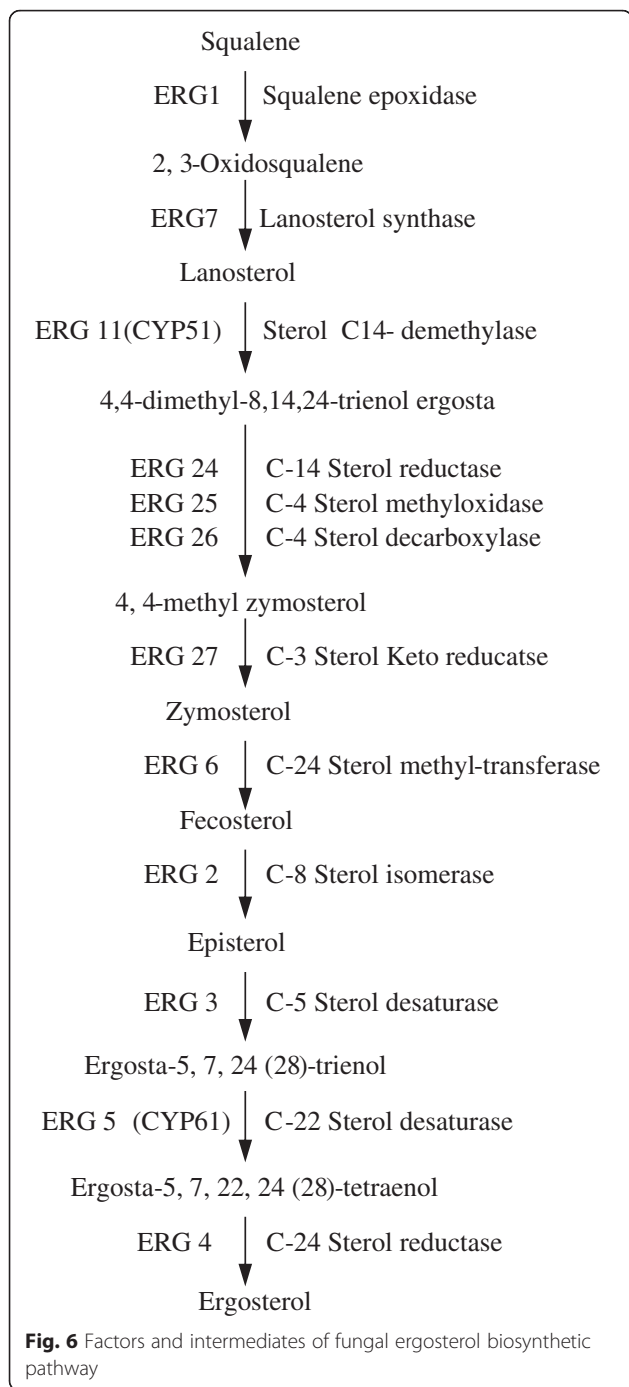 Squalene
ERG1 Squalene epoxidase
2, 3-Oxidosqualene
ERG7 Lanosterol synthase
Lanosterol
ERG 11(CYP51) Sterol C14- demethylase
4,4-dimethyl-8,14,24-trienol ergosta
ERG 24 C-14 Sterol reductase
ERG 25 C-4 Sterol methyloxidase
ERG 26 C-4 Sterol decarboxylase
4, 4-methyl zymosterol
ERG 27 C-3 Sterol Keto reducatse
Zymosterol
ERG 6 C-24 Sterol methyl-transferase
Fecosterol
ERG 2 C-8 Sterol isomerase
Episterol
ERG 3 C-5 Sterol desaturase
Ergosta-5, 7, 24 (28)-trienol
ERG 5 (CYP61) C-22 Sterol desaturase
Ergosta-5, 7, 22, 24 (28)-tetraenol
ERG 4 C-24 Sterol reductase
Ergosterol
Fig. 6 Factors and intermediates of fungal ergosterol biosynthetic
pathway